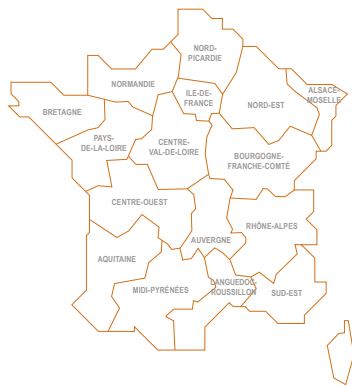 NORD-
PICARDIE
NORMANDIE
ILE-DE-
FRANCE
NORD-EST
ALSACE-
MOSELLE
BRETAGNE
PAYS-
DE-LA-LOIRE
CENTRE-
VAL-DE-LOIRE
BOURGOGNE-
FRANCHE-COMTÉ
CENTRE-OUEST
RHÔNE-ALPES
AUVERGNE
AQUITAINE
MIDI-PYRÉNÉES
LANGUEDOC-
ROUSSILLON
SUD-EST